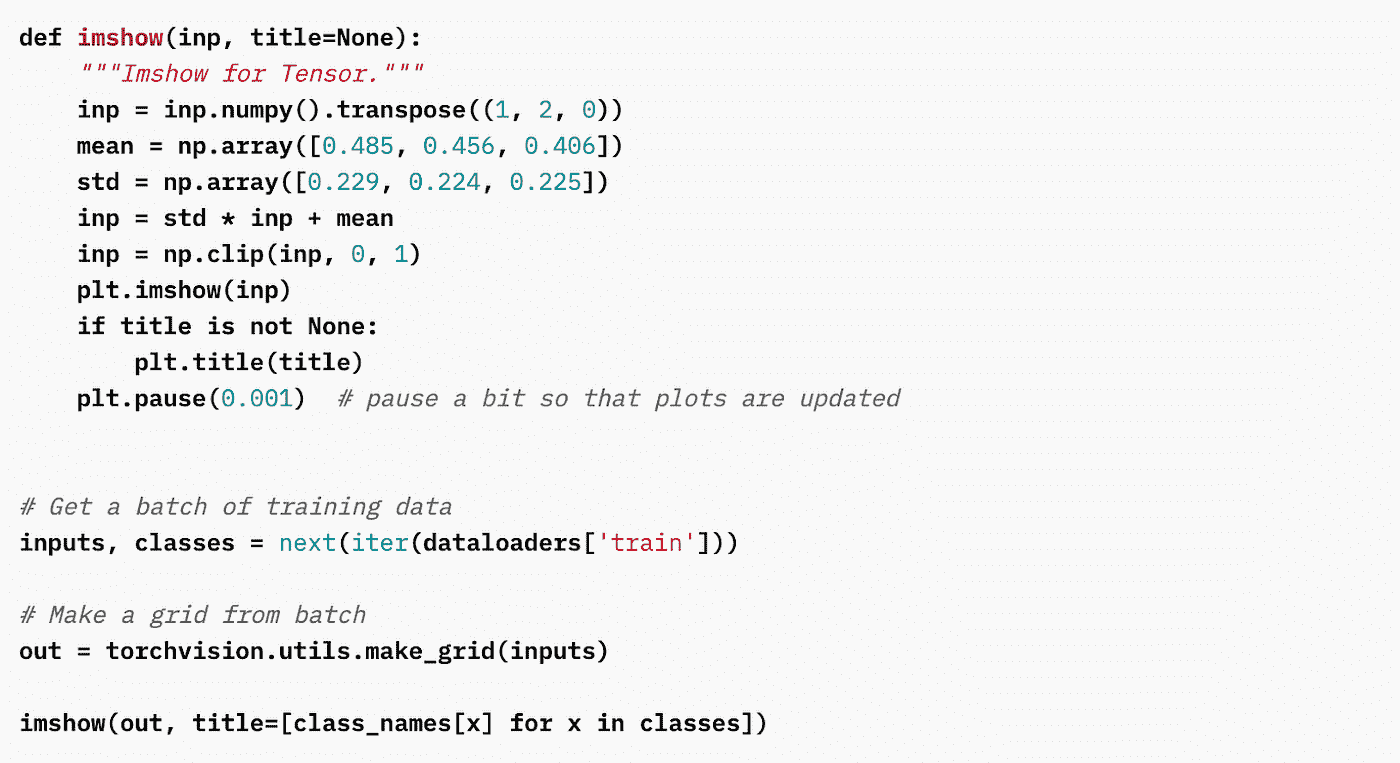 def imshow(inp, title=None):
    """Imshow for Tensor."""
    inp = inp.numpy().transpose((1, 2, 0))
    mean = np.array([0.485, 0.456, 0.406])
    std = np.array([0.229, 0.224, 0.225])
    inp = std * inp + mean
    inp = np.clip(inp, 0, 1)
    plt.imshow(inp)
    if title is not None:
        plt.title(title)
    plt.pause(0.001)  # pause a bit so that plots are updated
# Get a batch of training data
inputs, classes = next(iter(dataloaders['train']))
# Make a grid from batch
out = torchvision.utils.make_grid(inputs)
imshow(out, title=[class_names[x] for x in classes])